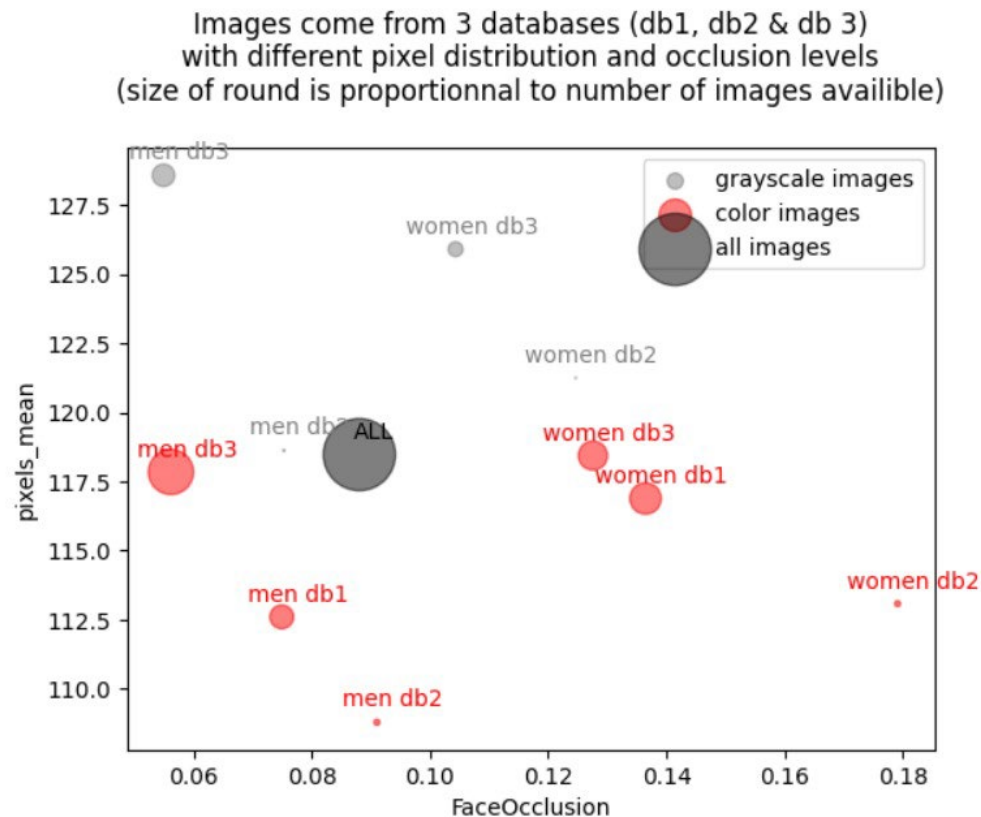 Images come from 3 databases (db1, db2 & db 3)
with different pixel distribution and occlusion levels
(size of round is proportionnal to number of images availible)
men db3
grayscale images
color images
all images
women db3
women db2
men db2
ALL
men db3
women db3
women db1
women db2
men db1
men db2
127.5
125.0
122.5
120.0
117.5
115.0
112.5
110.0
pixels_mean
0.06 0.08 0.10 0.12 0.14 0.16 0.18
FaceOcclusion